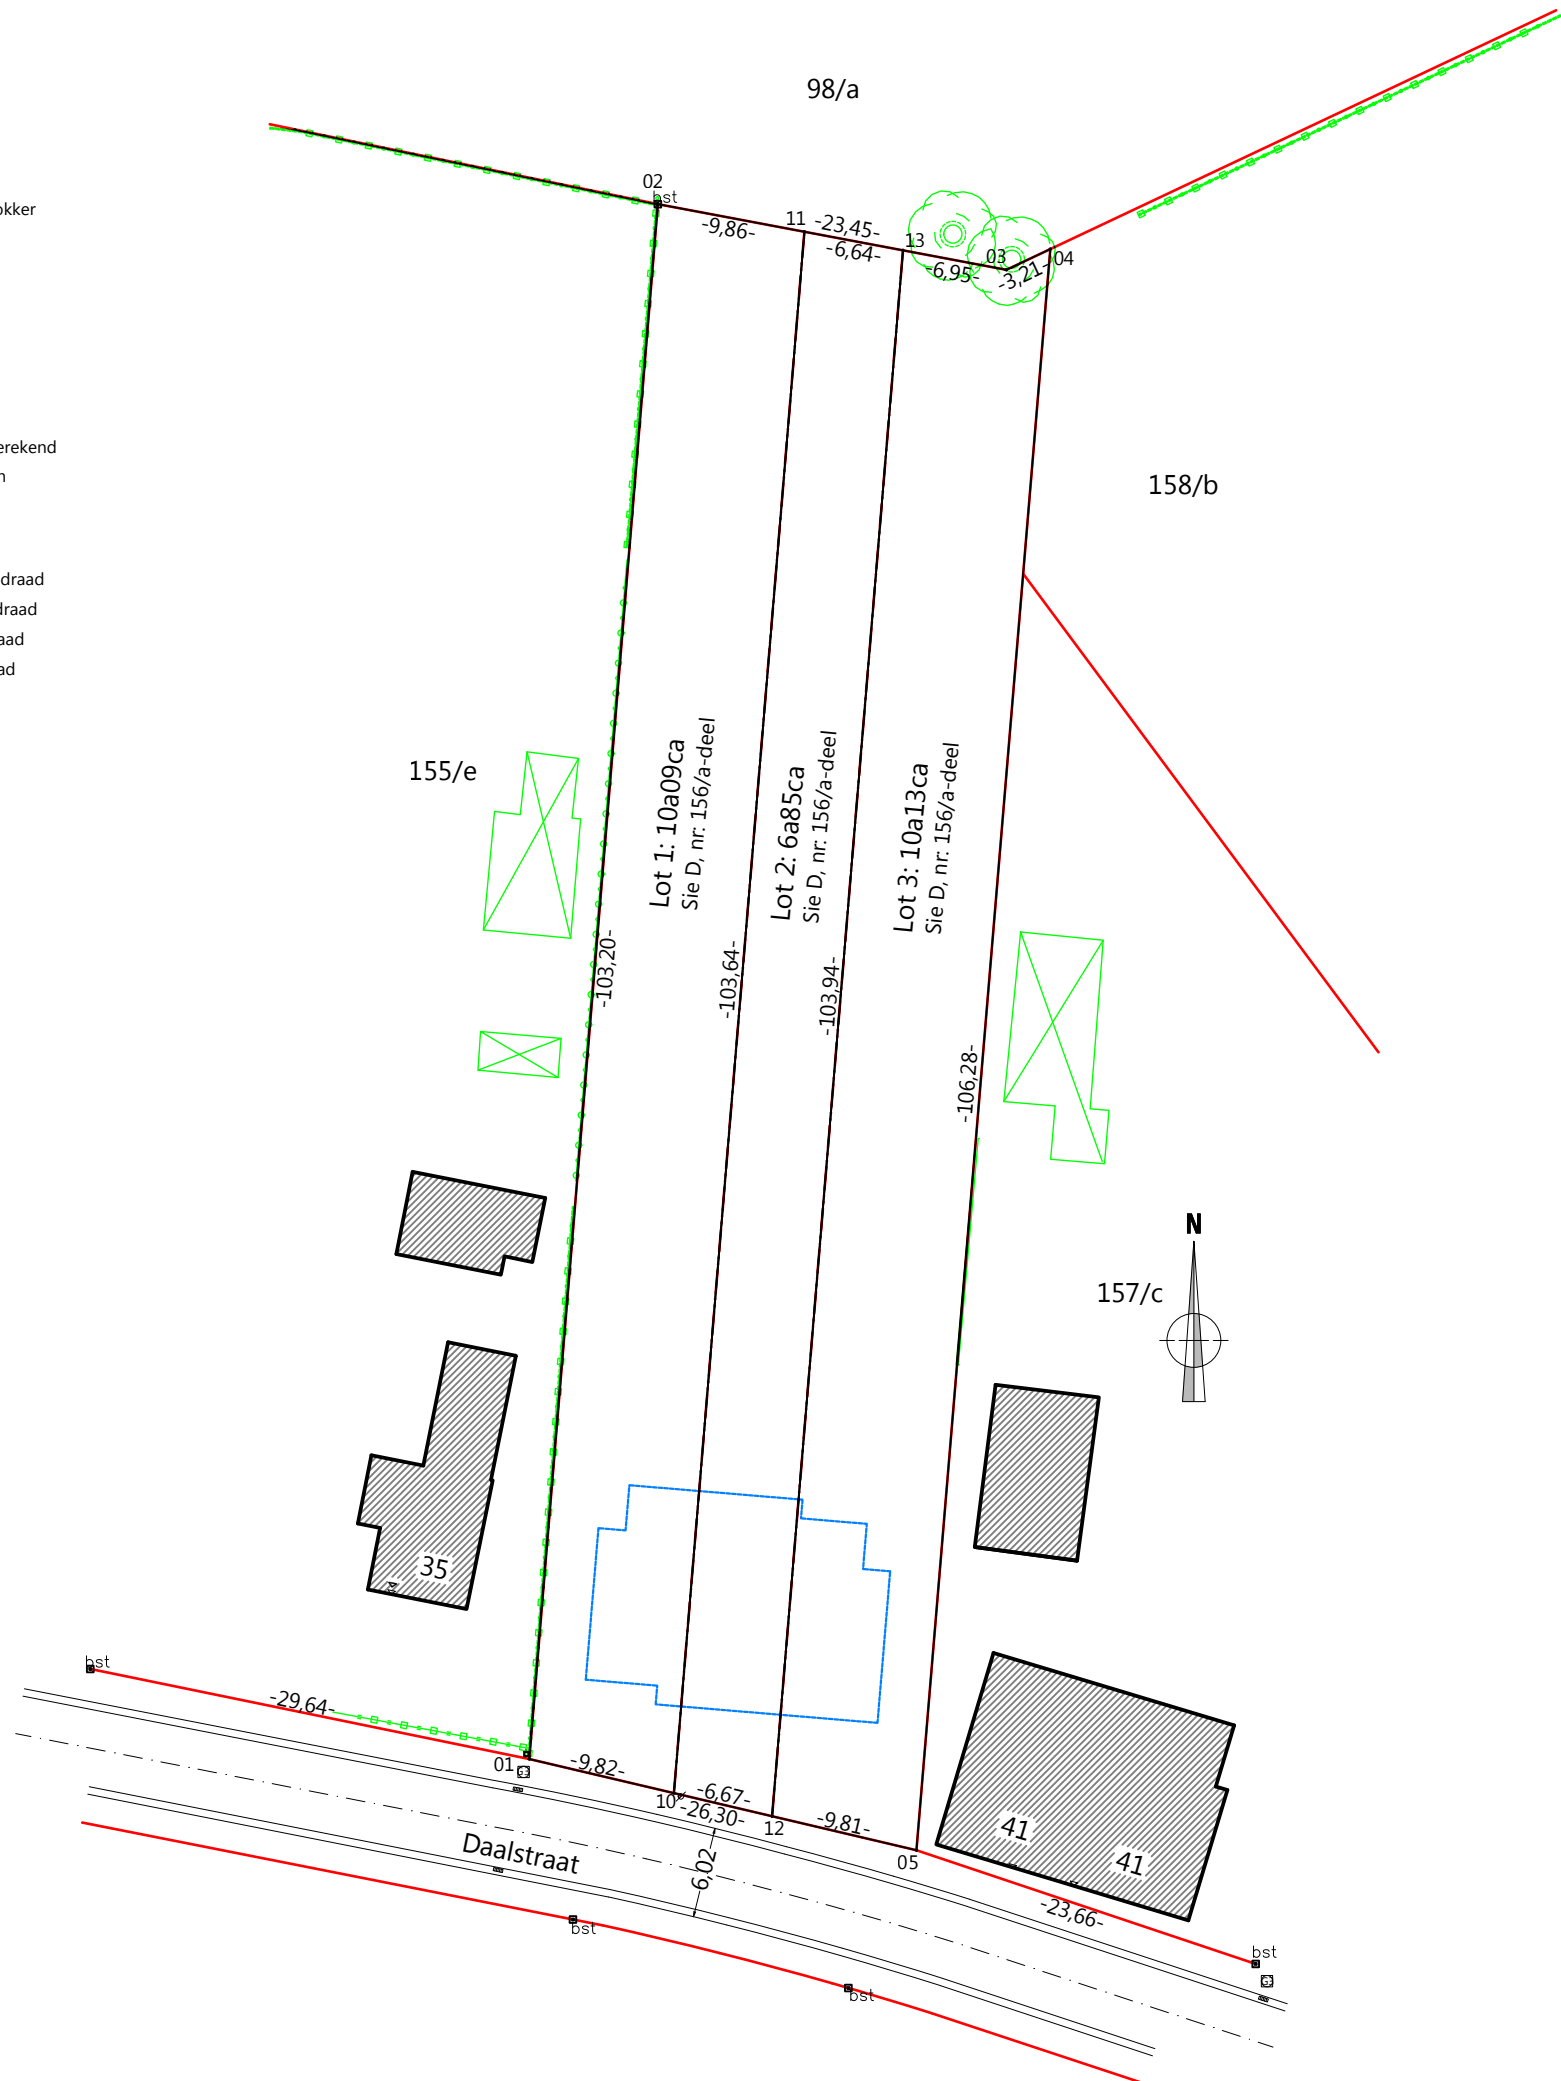 98/a
okker
02
bst
-9,86-
11
-23,45-
-6,64-
13
-6,95-
03
-3,21-
04
erekend
n
158/b
draad
draad
aad
ad
155/e
Lot 1: 10a09ca
Sie D, nr: 156/a-deel
Lot 2: 6a85ca
Sie D, nr: 156/a-deel
Lot 3: 10a13ca
Sie D, nr: 156/a-deel
-103,20-
-103,64-
-103,94-
-106,28-
N
157/c
35
bst
-29,64-
01
G3
-9,82-
10
-6,67-
-26,30-
12
-9,81-
05
41
41
Daalstraat
6,02
-23,66-
bst
bst
G3
bst